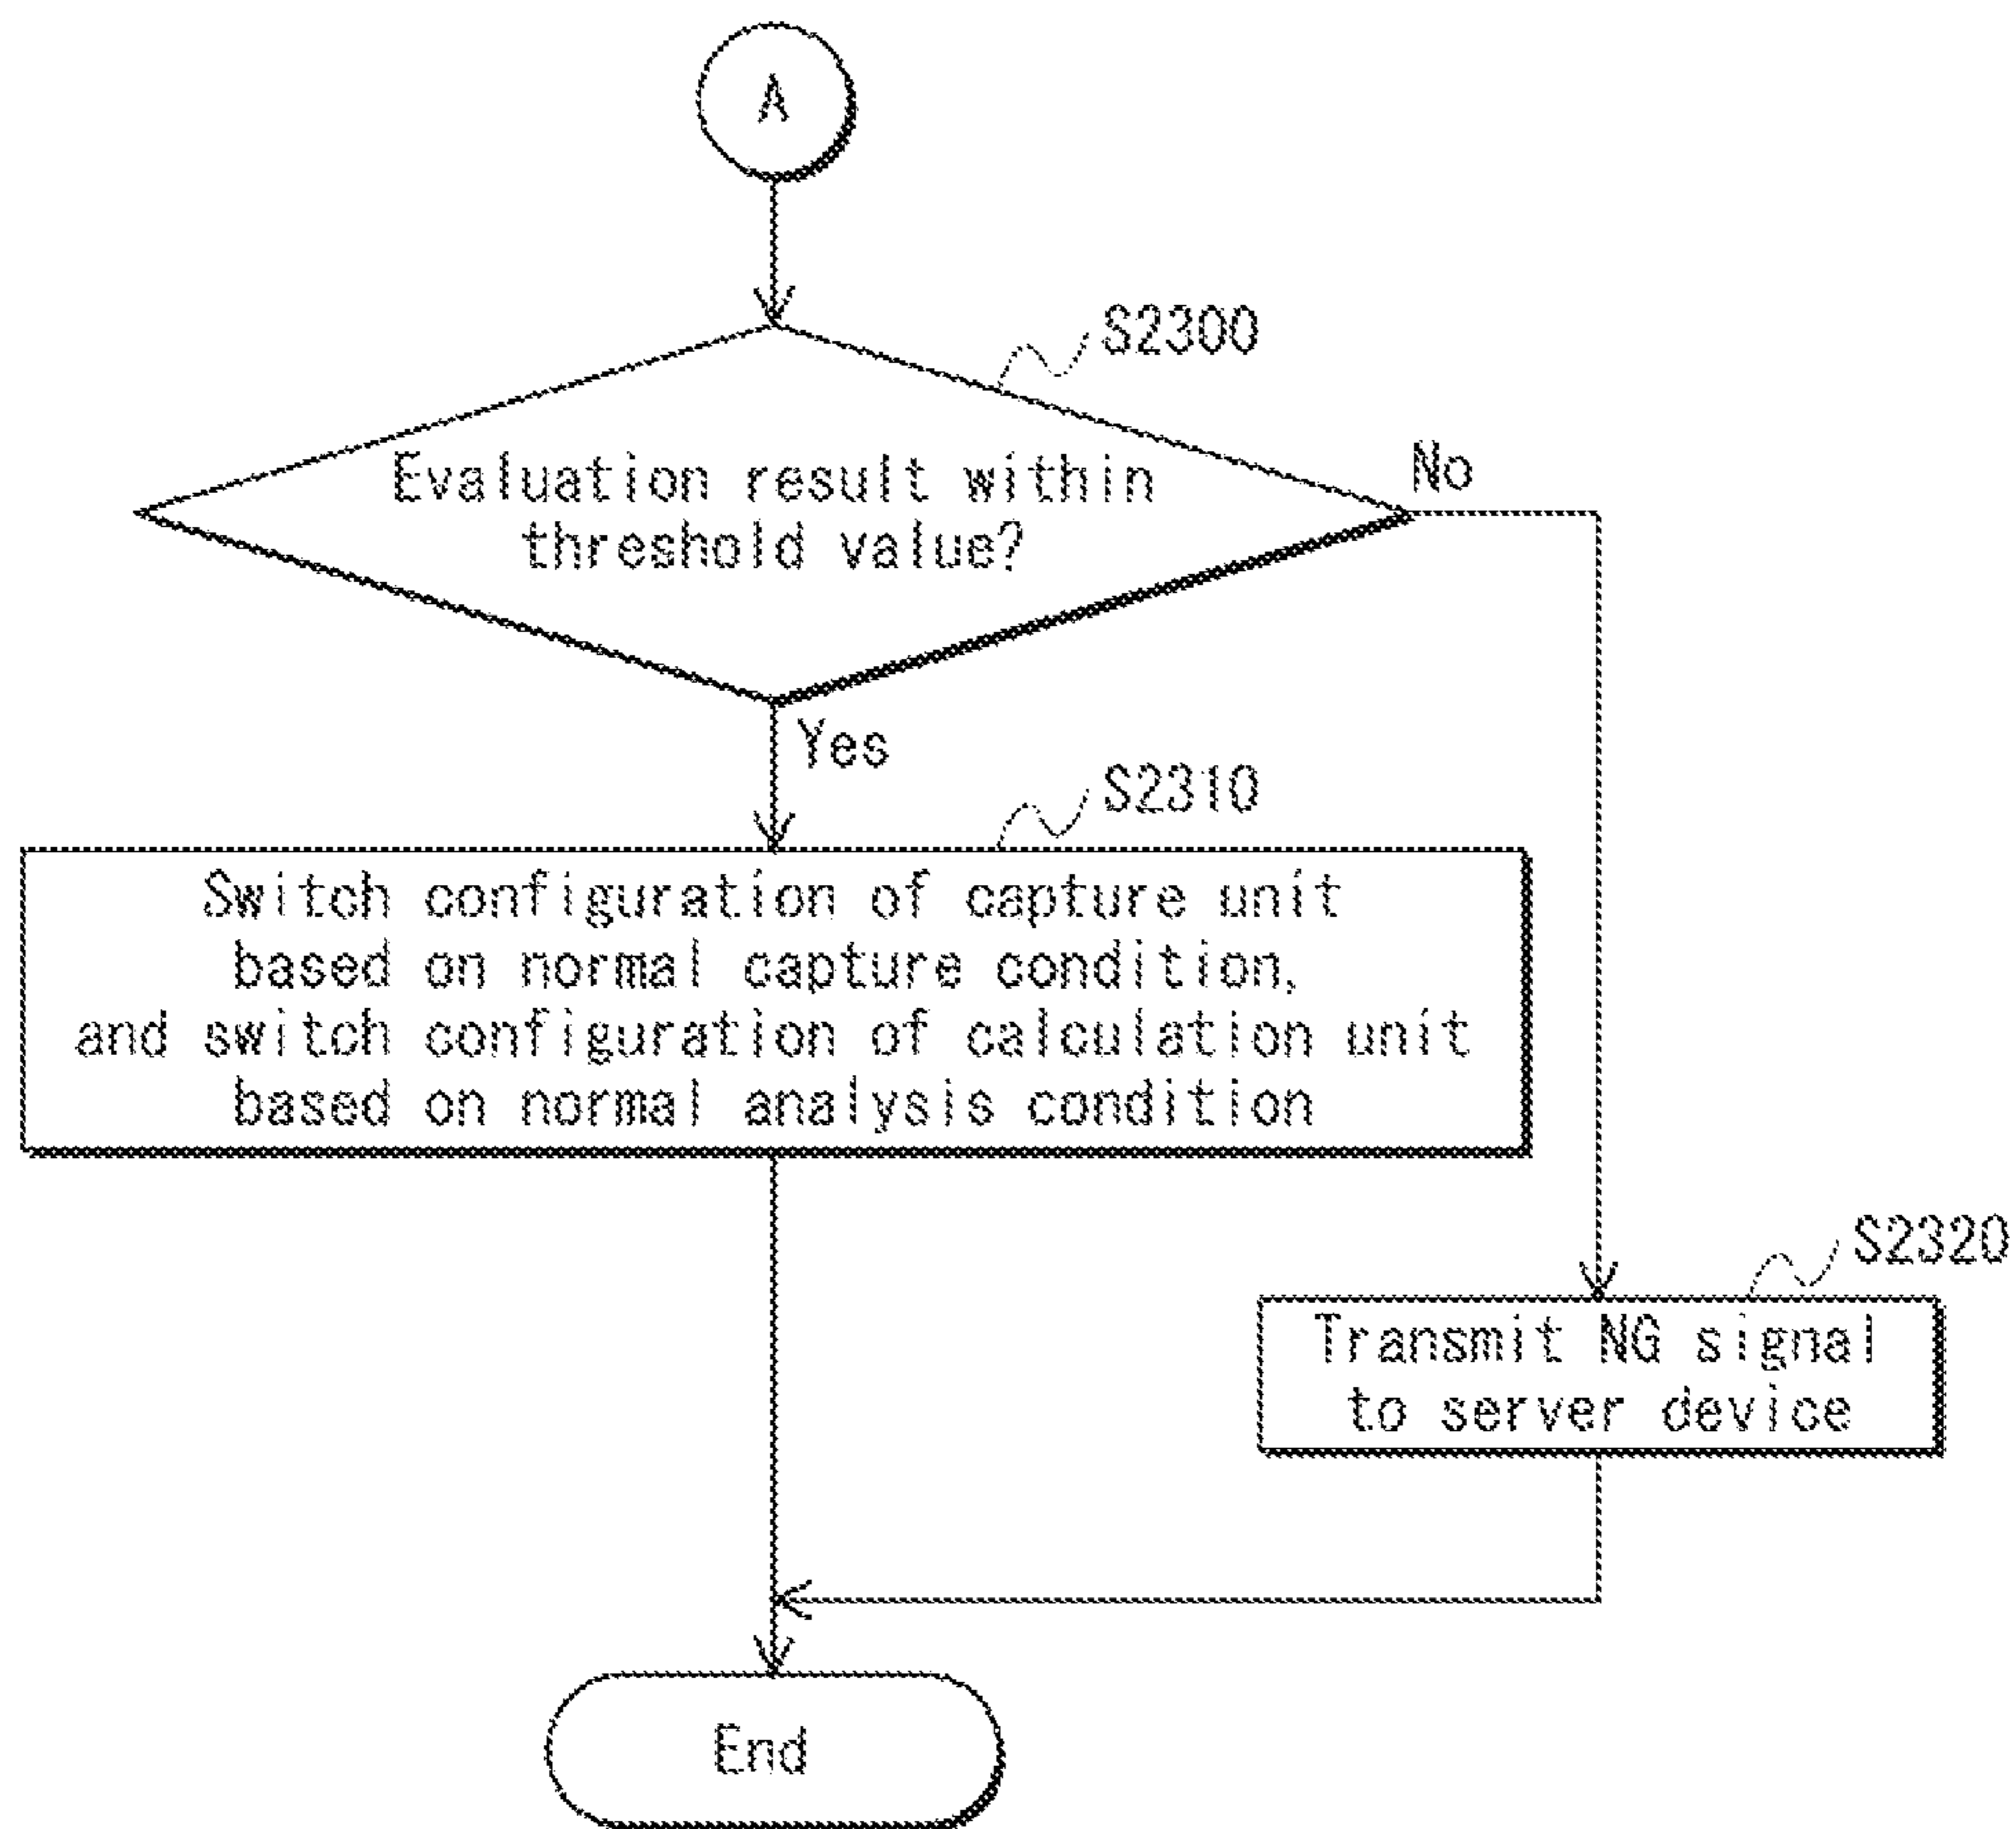 A
S2300
Evaluation result within
threshold value?
No
Yes
S2310
Switch configuration of capture unit
based on normal capture condition,
and switch configuration of calculation unit
based on normal analysis condition
S2320
Transmit NG signal
to server device
End